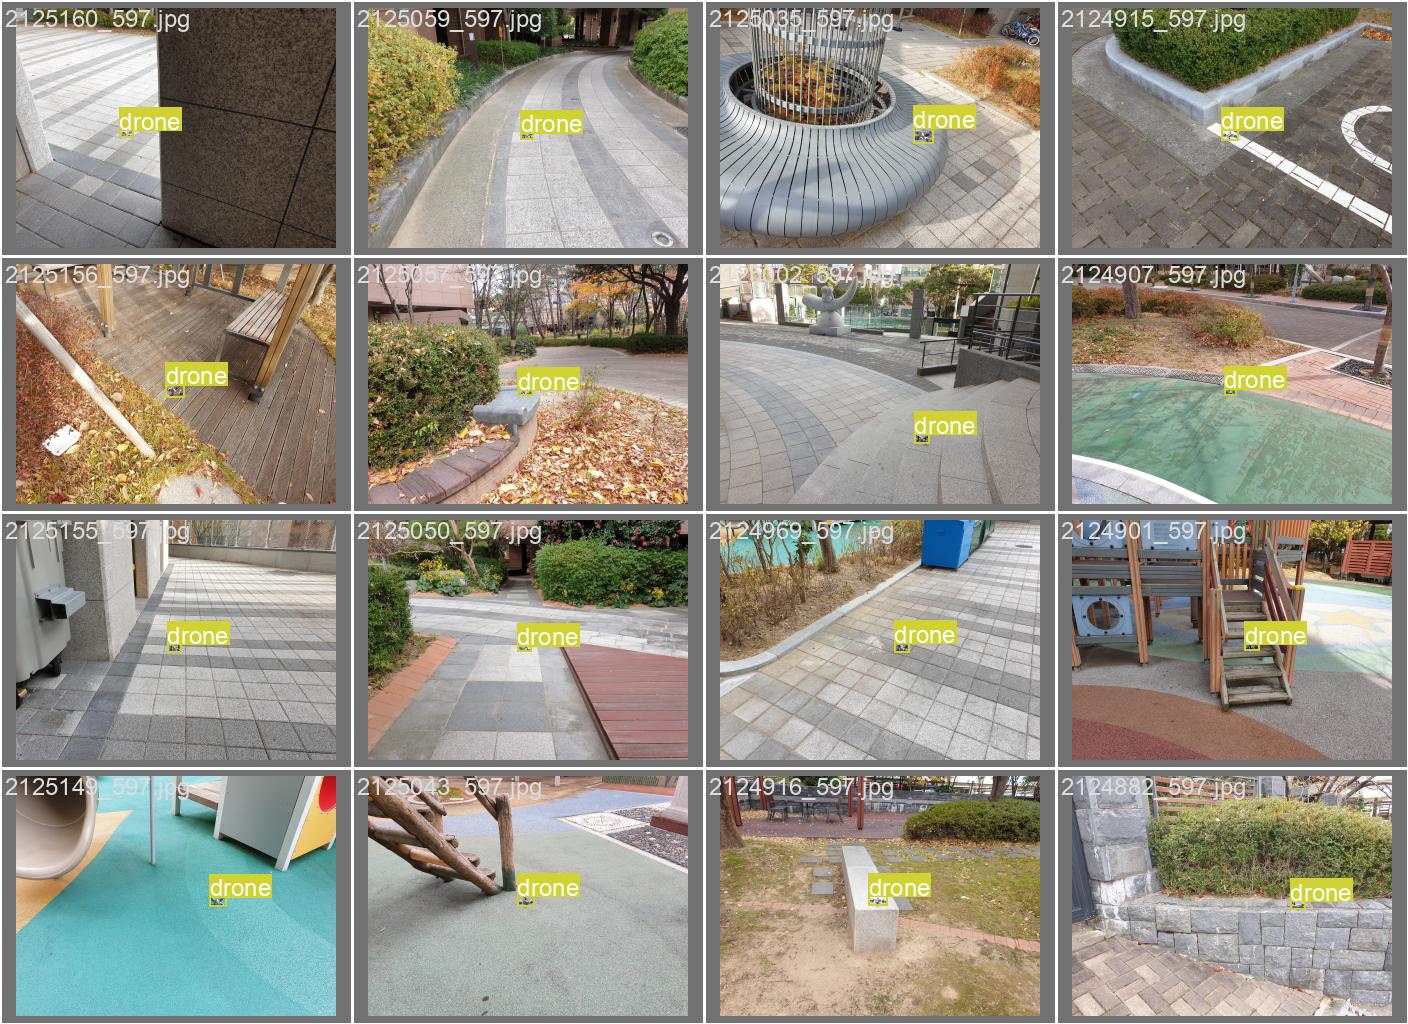 2125160_597.jpg
drone
2125059_597.jpg
drone
2125035_597.jpg
drone
2124915_597.jpg
drone
2125156_597.jpg
drone
2125057_597.jpg
drone
drone
2124907_597.jpg
drone
2125155_597.jpg
drone
2125050_597.jpg
drone
2124969_597.jpg
drone
2124901_597.jpg
drone
2125149_597.jpg
drone
2125043_597.jpg
drone
2124916_597.jpg
drone
2124882_597.jpg
drone